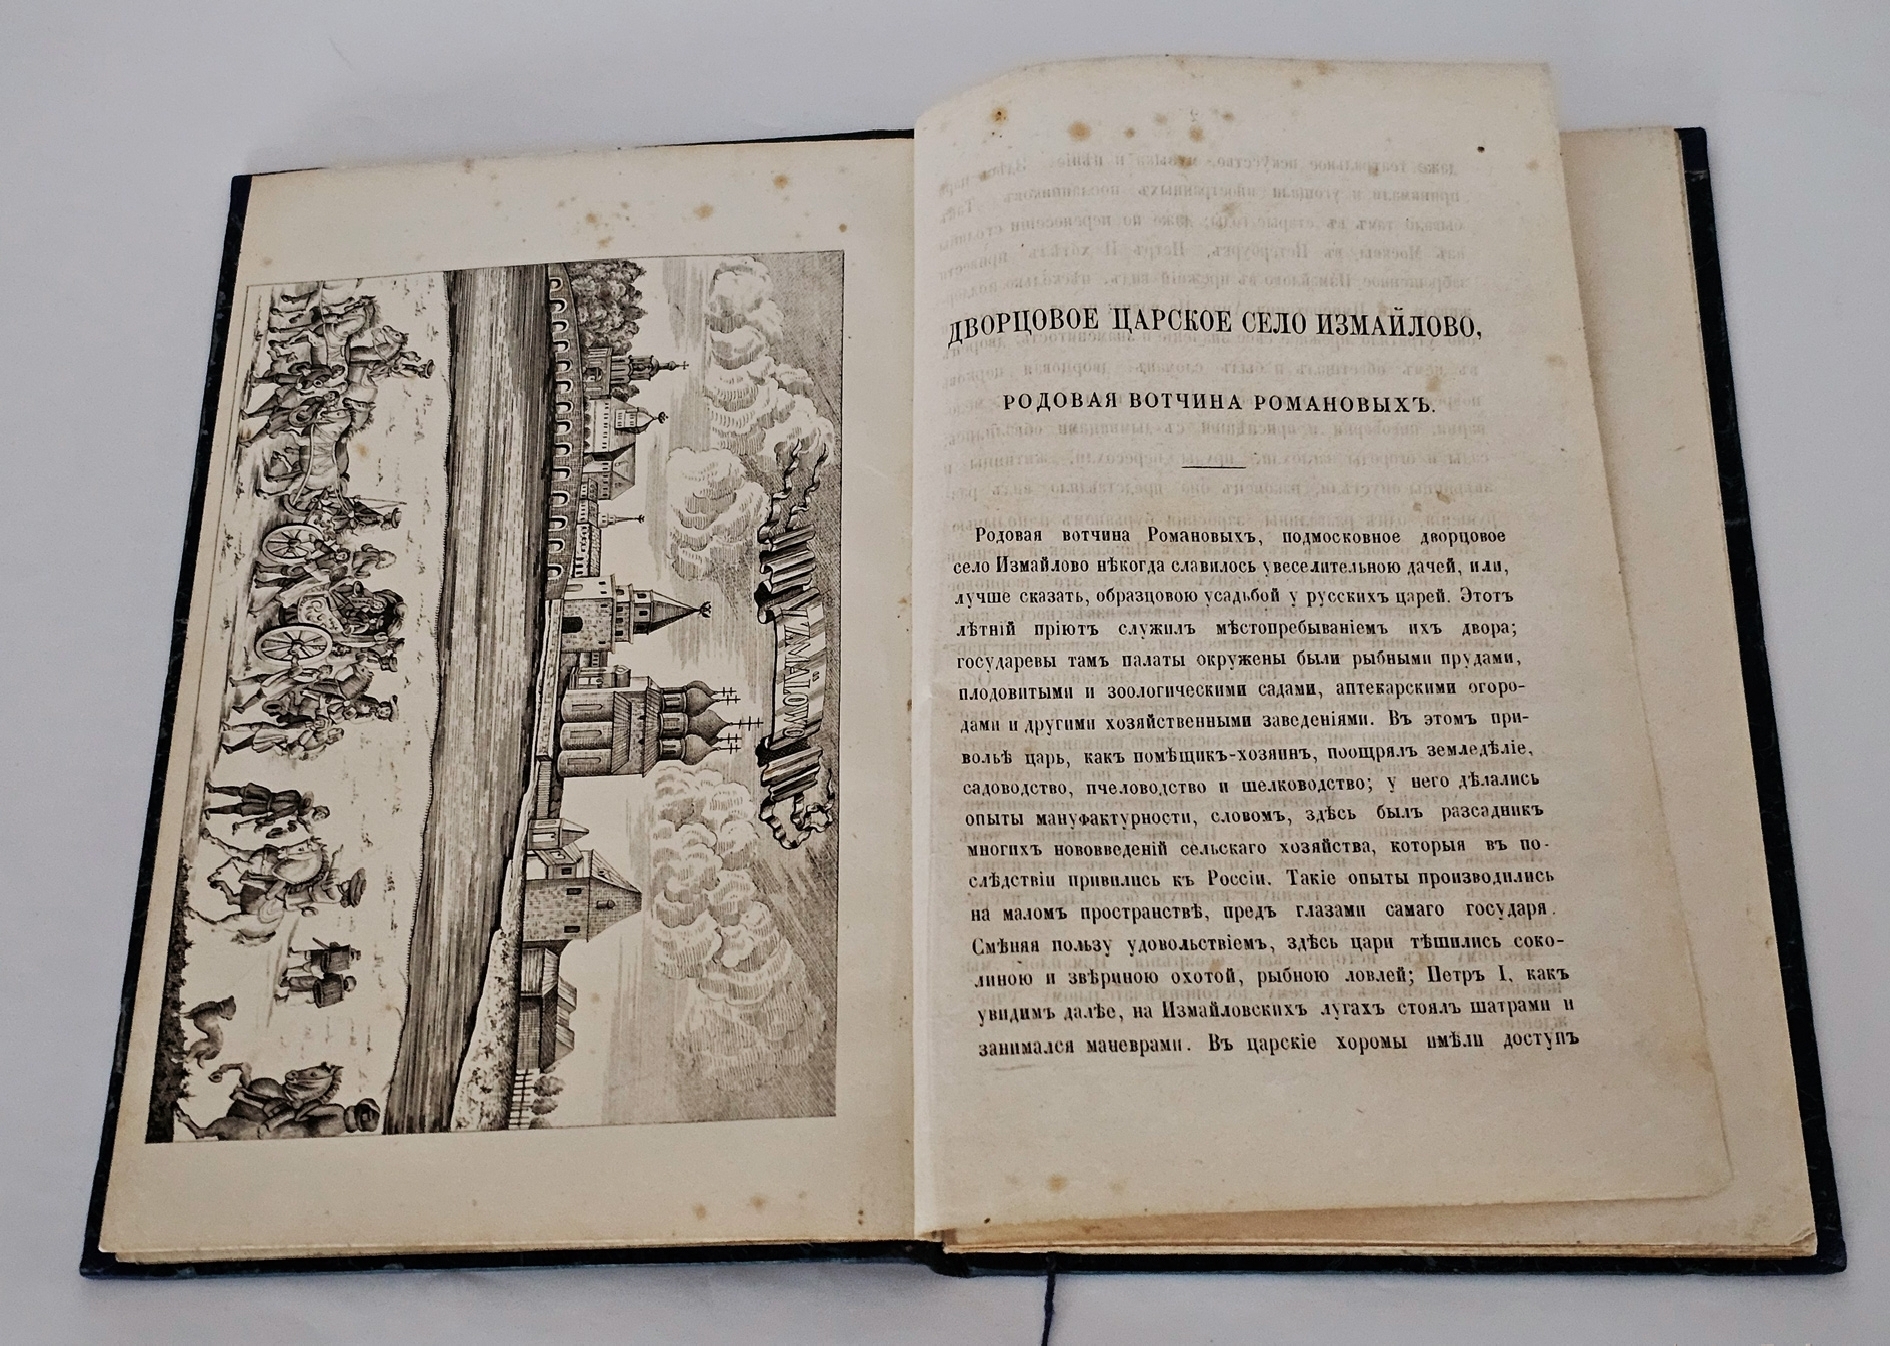 IZMAILOWO
ДВОРЦОВОЕ ЦАРСКОЕ СЕЛО ИЗМАЙЛОВО,
РОДОВАЯ ВОТЧИНА РОМАНОВЫХЪ.
Родовая вотчина Романовыхъ, подмосковное дворцовое
село Измайлово нѣкогда славилось увеселительною дачей, или,
лучше сказать, образцовою усадьбой у русскихъ царей. Этотъ
лѣтній пріютъ служилъ мѣстопребываніемъ ихъ двора;
государевы тамъ палаты окружены были рыбными прудами,
плодовитыми и зоологическими садами, аптекарскими огоро-
дами и другими хозяйственными заведеніями. Въ этомъ при-
вольѣ царь, какъ помѣщикъ-хозяинъ, поощрялъ земледѣліе,
садоводство, пчеловодство и шелководство; у него дѣлались
опыты мануфактурности, словомъ, здѣсь былъ разсадникъ
многихъ нововведеній сельскаго хозяйства, которыя въ по-
слѣдствіи привились къ Россіи. Такіе опыты производились
на маломъ пространствѣ, предъ глазами самаго государя.
Смѣняя пользу удовольствіемъ, здѣсь цари тѣшились соко-
линою и звѣриною охотой, рыбною ловлей; Петръ I, какъ
увидимъ далѣе, на Измайловскихъ лугахъ стоялъ шатрами и
занимался маневрами. Въ царскіе хоромы имѣли доступъ